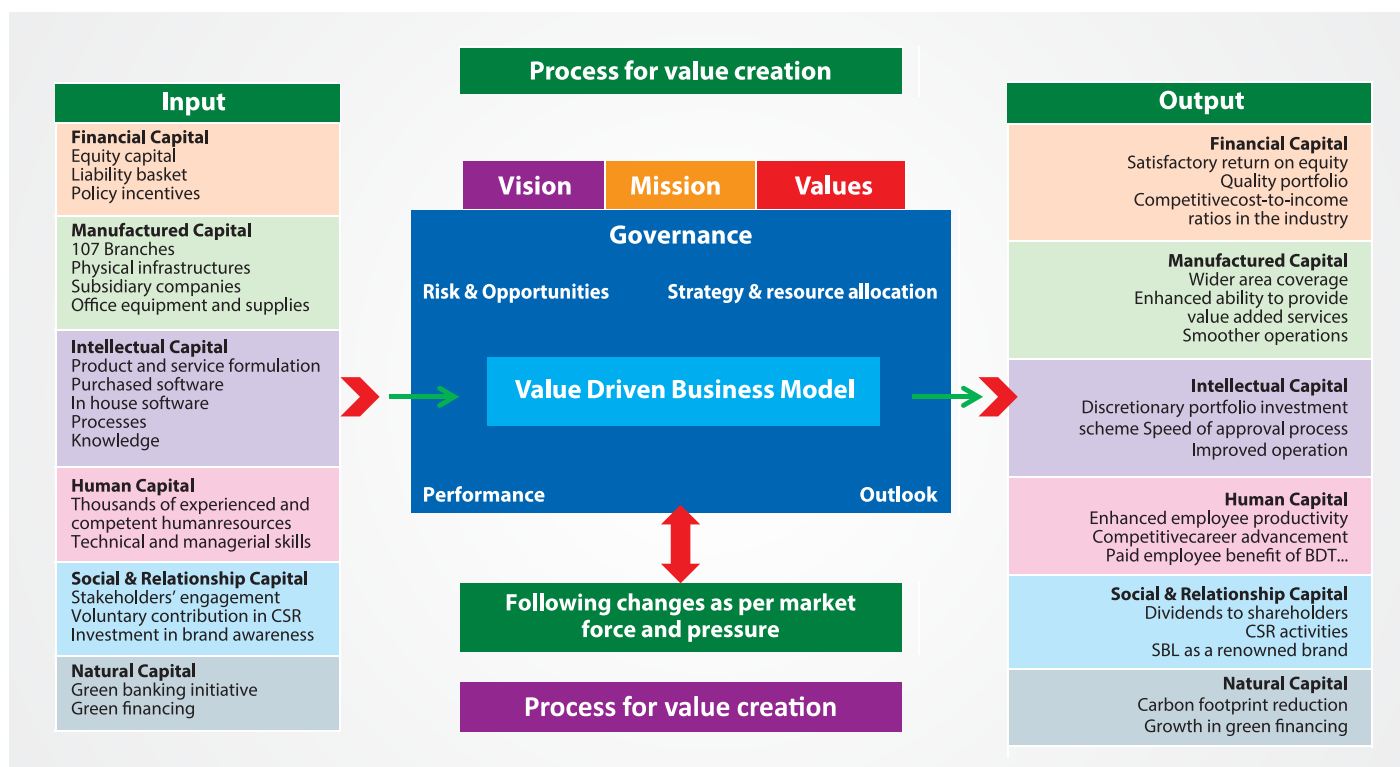 Process for value creation
Input
Financial Capital
Equity capital
Liability basket
Policy incentives
Manufactured Capital
107 Branches
Physical infrastructures
Subsidiary companies
Office equipment and supplies
Intellectual Capital
Product and service formulation
Purchased software
In house software
Processes
Knowledge
Human Capital
Thousands of experienced and
competent humanresources
Technical and managerial skills
Social & Relationship Capital
Stakeholders' engagement
Voluntary contribution in CSR
Investment in brand awareness
Natural Capital
Green banking initiative
Green financing
Vision
Mission
Values
Governance
Risk & Opportunities
Strategy & resource allocation
Value Driven Business Model
Performance
Outlook
Following changes as per market
force and pressure
Process for value creation
Output
Financial Capital
Satisfactory return on equity
Quality portfolio
Competitivecost-to-income
ratios in the industry
Manufactured Capital
Wider area coverage
Enhanced ability to provide
value added services
Smoother operations
Intellectual Capital
Discretionary portfolio investment
scheme Speed of approval process
Improved operation
Human Capital
Enhanced employee productivity
Competitivecareer advancement
Paid employee benefit of BDT...
Social & Relationship Capital
Dividends to shareholders
CSR activities
SBL as a renowned brand
Natural Capital
Carbon footprint reduction
Growth in green financing